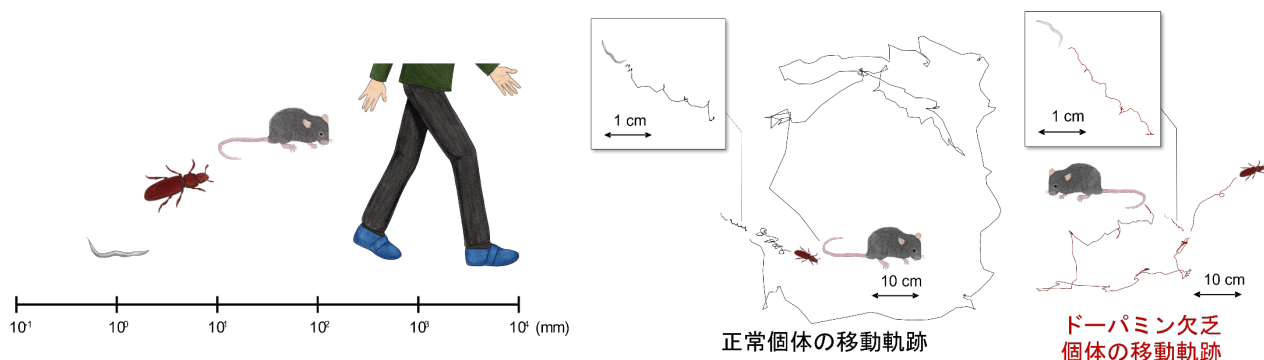 10⁻¹ 10⁰ 10¹ 10² 10³ 10⁴ (mm)
1 cm
10 cm
正常個体の移動軌跡
1 cm
10 cm
ドーパミン欠乏
個体の移動軌跡